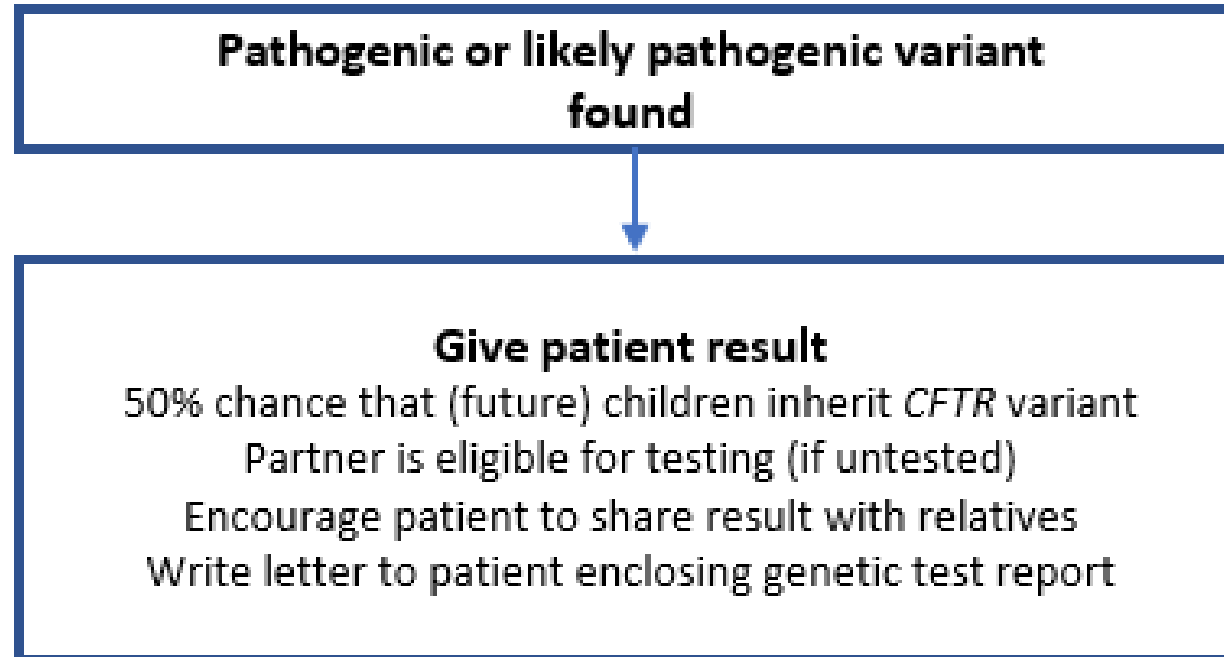 Pathogenic or likely pathogenic variant
found
Give patient result
50% chance that (future) children inherit CFTR variant
Partner is eligible for testing (if untested)
Encourage patient to share result with relatives
Write letter to patient enclosing genetic test report